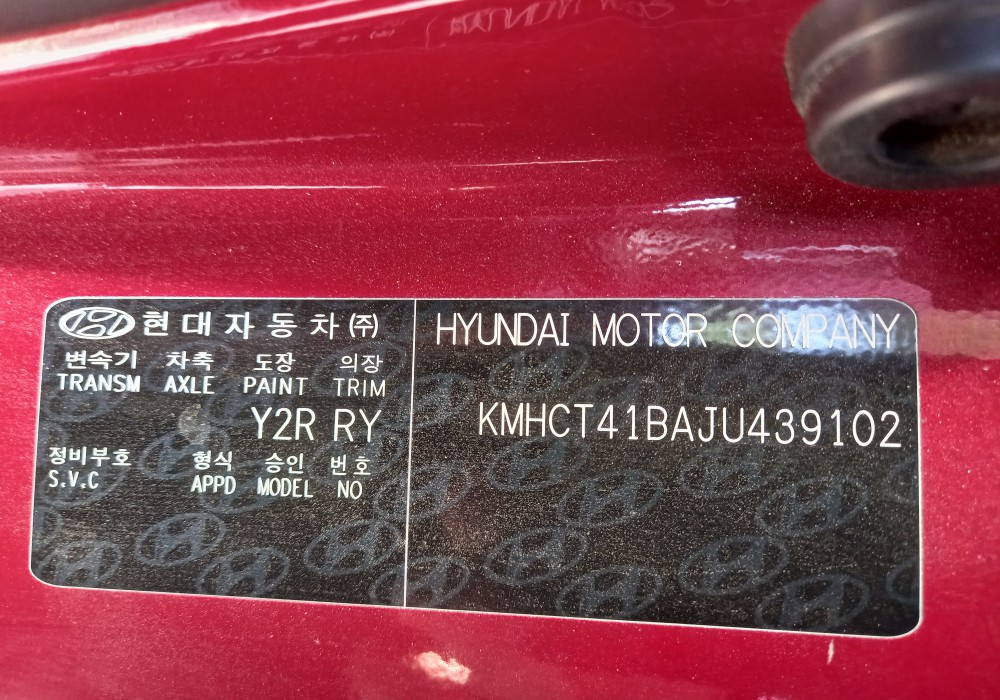 현대자동차(주)
변속기 차축 도장 의장
TRANSM AXLE PAINT TRIM
Y2R RY
정비부호 형식 승인 번호
S.V.C APPD MODEL NO
HYUNDAI MOTOR COMPANY
KMHCT41BAJU439102